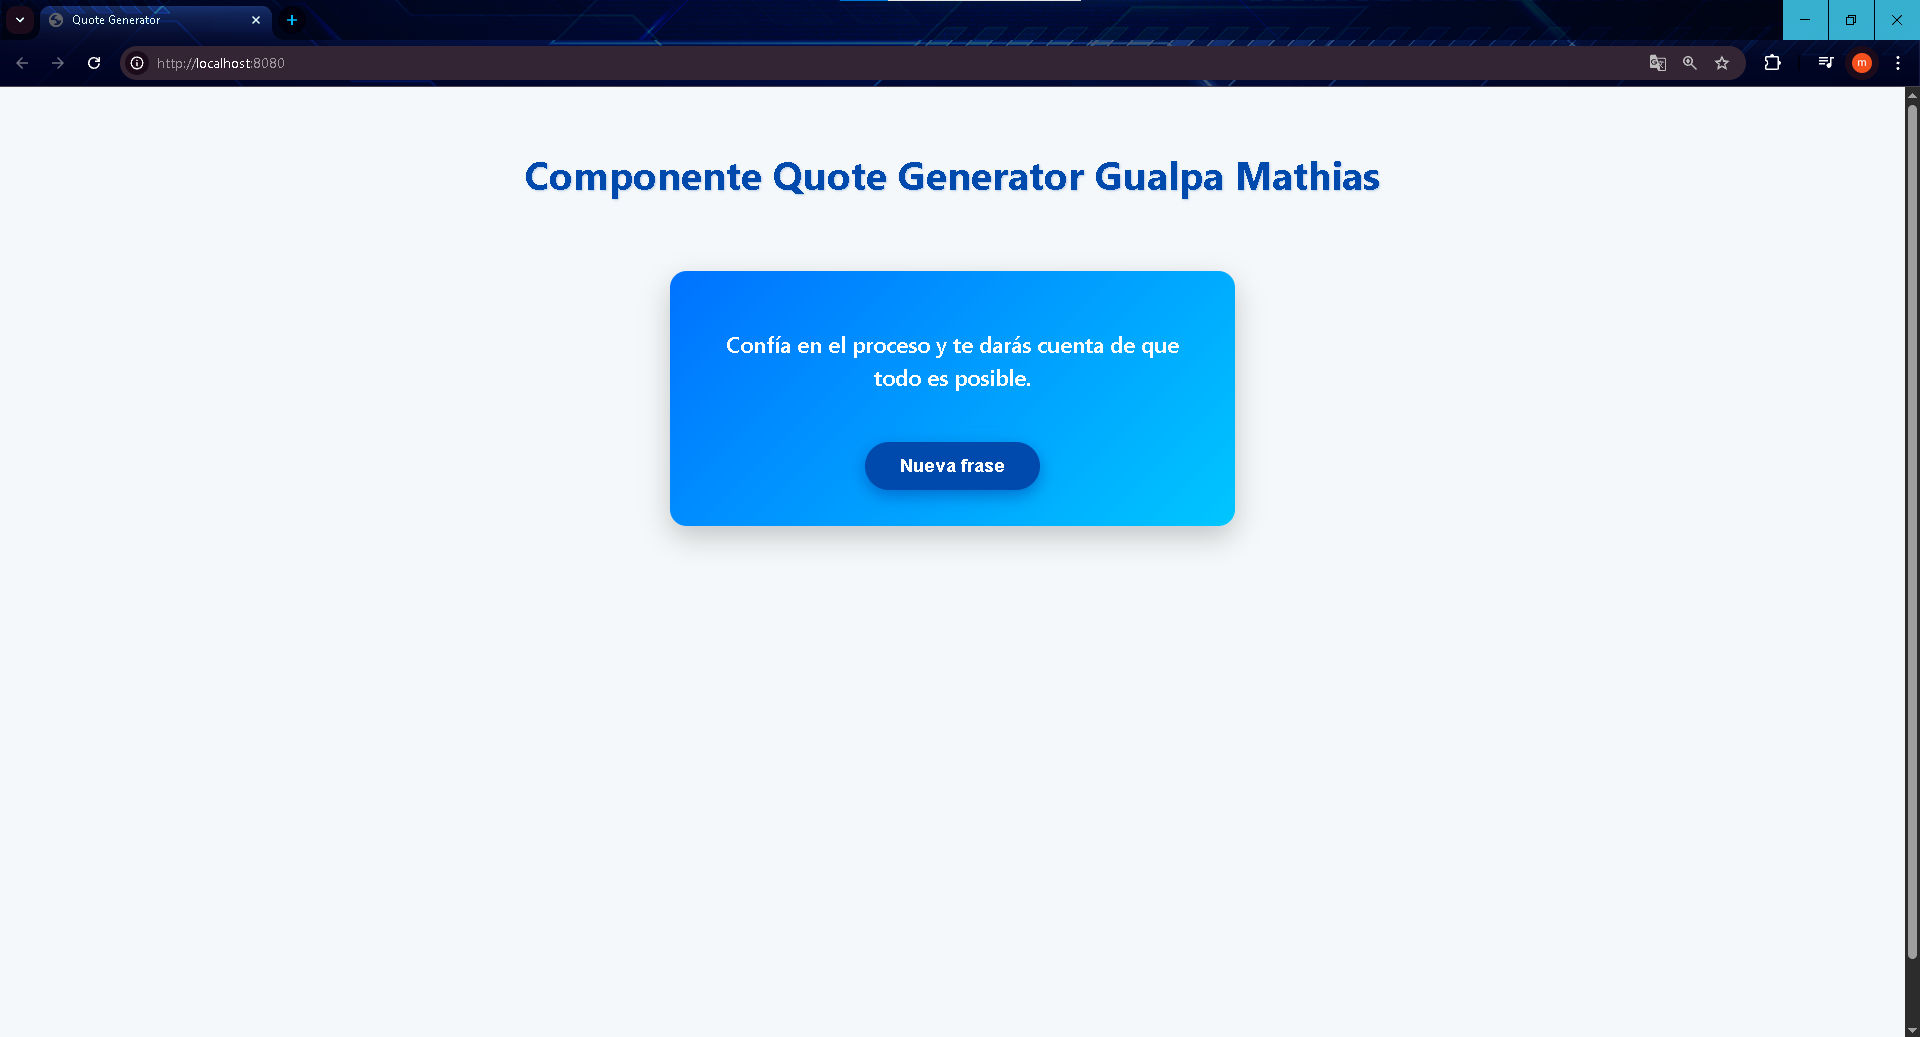 Quote Generator
http://localhost:8080
m
Componente Quote Generator Gualpa Mathias
Confía en el proceso y te darás cuenta de que
todo es posible.
Nueva frase